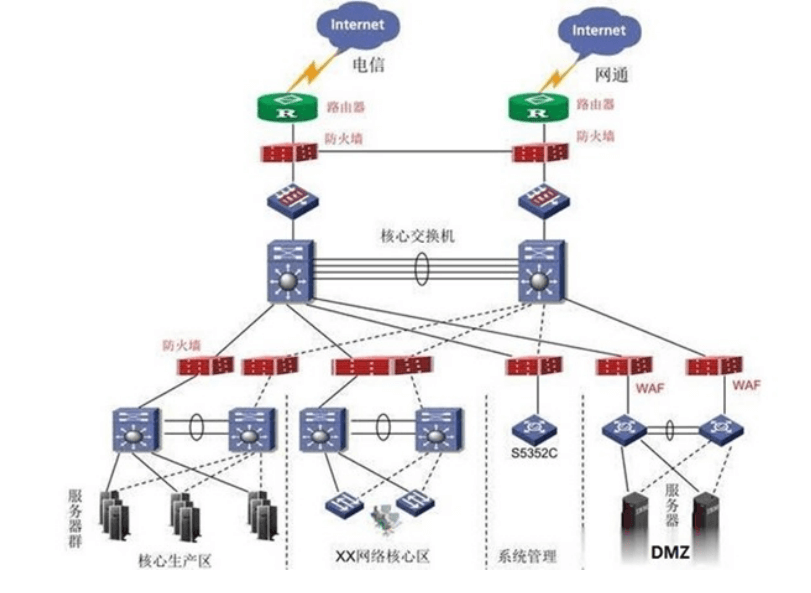 Internet
Internet
电信
网通
路由器
路由器
R
R
防火墙
防火墙
核心交换机
防火墙
WAF
WAF
S5352C
服务器群
服务器
核心生产区
XX网络核心区
系统管理
DMZ